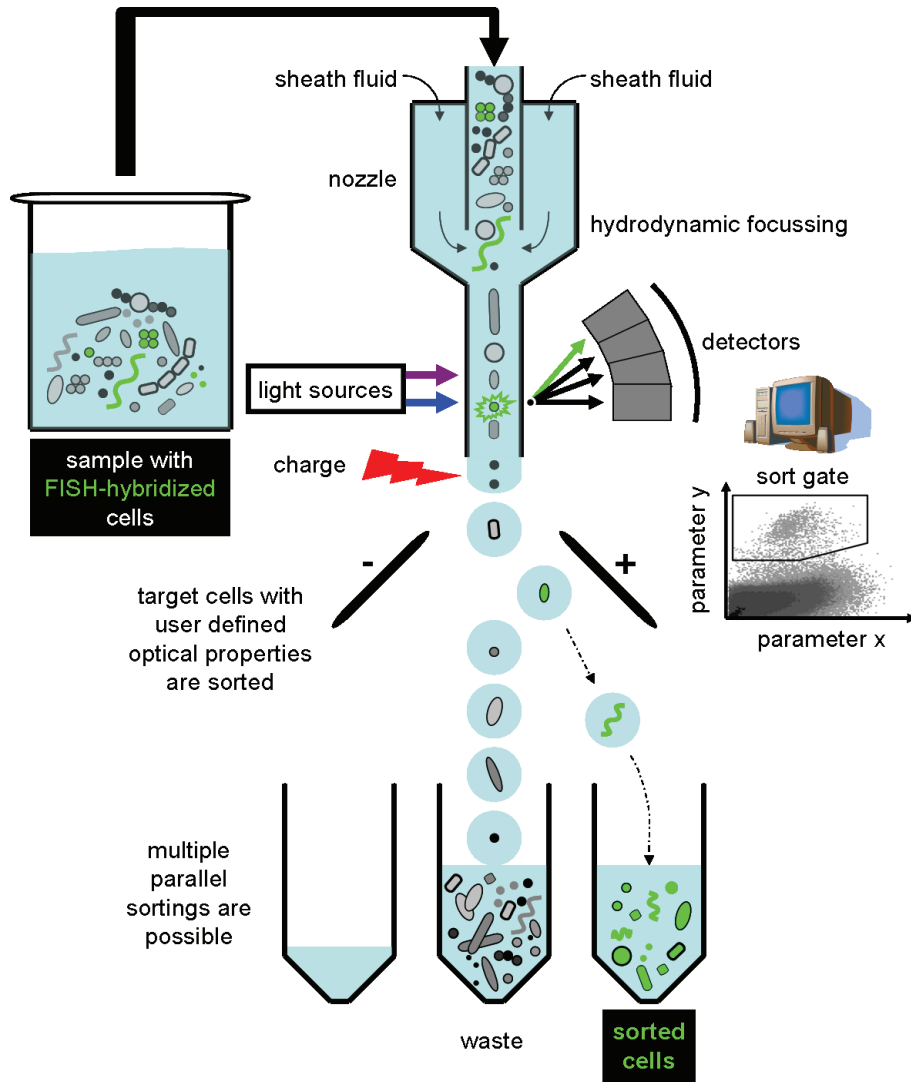 sheath fluid
sheath fluid
nozzle
hydrodynamic focussing
detectors
light sources
sample with
FISH-hybridized
cells
charge
sort gate
parameter y
parameter x
-
+
target cells with
user defined
optical properties
are sorted
multiple
parallel
sortings are
possible
waste
sorted
cells